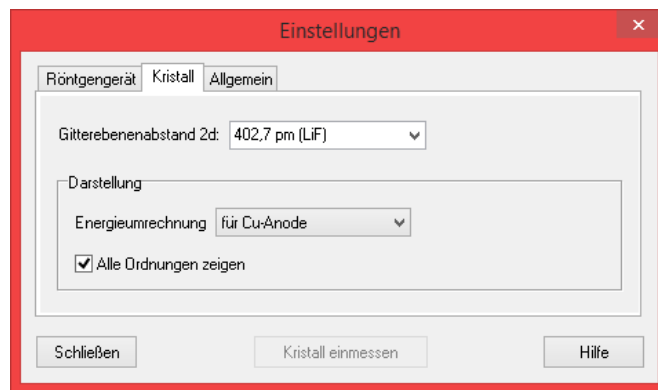 Einstellungen
Röntgengerät Kristall Allgemein
Gitterebenenabstand 2d: 402,7 pm (LiF)
Darstellung
Energieumrechnung für Cu-Anode
Alle Ordnungen zeigen
Schließen Kristall einmessen Hilfe